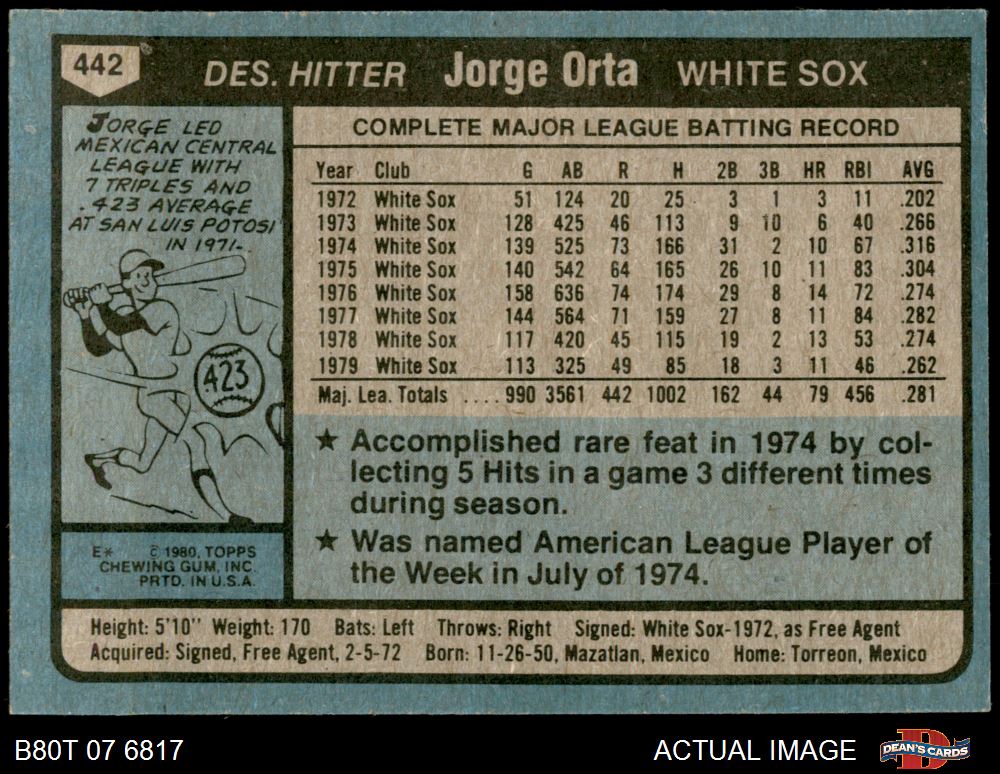 442
DES. HITTER Jorge Orta WHITE SOX
JORGE LED
MEXICAN CENTRAL
LEAGUE WITH
7 TRIPLES AND
.423 AVERAGE
AT SAN LUIS POTOSI
IN 1971.
423
E* © 1980, TOPPS
CHEWING GUM, INC.
PRTD. IN U.S.A.
COMPLETE MAJOR LEAGUE BATTING RECORD
Year Club G AB R H 2B 3B HR RBI AVG
1972 White Sox 51 124 20 25 3 1 3 11 .202
1973 White Sox 128 425 46 113 9 10 6 40 .266
1974 White Sox 139 525 73 166 31 2 10 67 .316
1975 White Sox 140 542 64 165 26 10 11 83 .304
1976 White Sox 158 636 74 174 29 8 14 72 .274
1977 White Sox 144 564 71 159 27 8 11 84 .282
1978 White Sox 117 420 45 115 19 2 13 53 .274
1979 White Sox 113 325 49 85 18 3 11 46 .262
Maj. Lea. Totals ....990 3561 442 1002 162 44 79 456 .281
★ Accomplished rare feat in 1974 by col-
lecting 5 Hits in a game 3 different times
during season.
★ Was named American League Player of
the Week in July of 1974.
Height: 5'10" Weight: 170 Bats: Left Throws: Right Signed: White Sox-1972, as Free Agent
Acquired: Signed, Free Agent, 2-5-72 Born: 11-26-50, Mazatlan, Mexico Home: Torreon, Mexico
B80T 07 6817 ACTUAL IMAGE DEAN'S CARDS